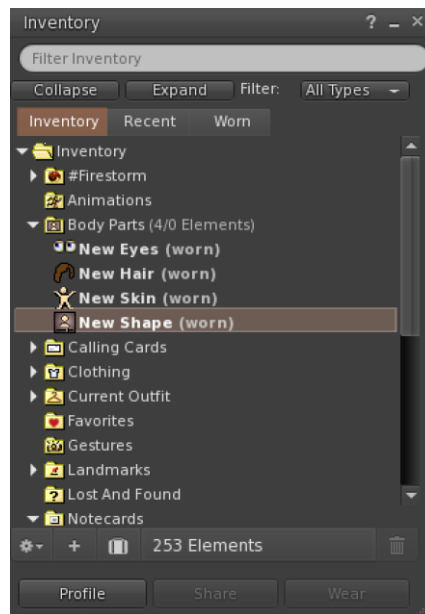 Inventory ? _ ×
Filter Inventory
Collapse Expand Filter: All Types
Inventory Recent Worn
Inventory
#Firestorm
Animations
Body Parts (4/0 Elements)
New Eyes (worn)
New Hair (worn)
New Skin (worn)
New Shape (worn)
Calling Cards
Clothing
Current Outfit
Favorites
Gestures
Landmarks
Lost And Found
Notecards
253 Elements
Profile Share Wear